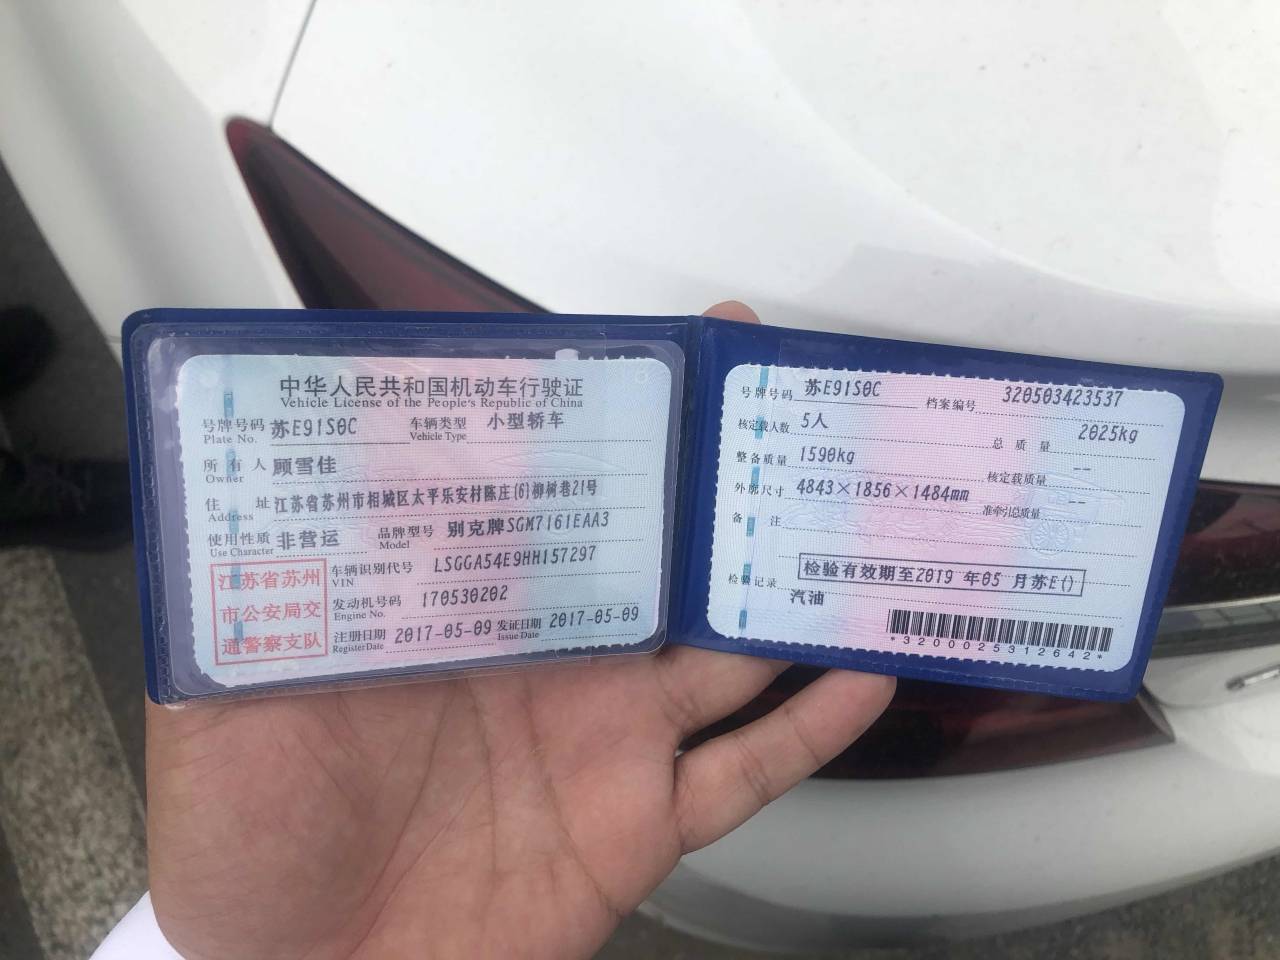 中华人民共和国机动车行驶证
Vehicle License of the People's Republic of China
号牌号码 苏E91S0C 车辆类型 小型轿车
Plate No. Vehicle Type
所有人 顾雪佳
Owner
住址 江苏省苏州市相城区太平乐安村陈庄(6)柳树巷21号
Address
使用性质 非营运 品牌型号 别克牌SGM7161EAA3
Use Character Model
江苏省苏州
市公安局交
通警察支队
车辆识别代号 LSGGA54E9HH157297
VIN
发动机号码 170530202
Engine No.
注册日期 2017-05-09 发证日期 2017-05-09
Register Date Issue Date
号牌号码 苏E91S0C 档案编号 320503423537
核定载人数 5人 总质量 2025kg
整备质量 1590kg 核定载质量 --
外廓尺寸 4843×1856×1484mm 准牵引总质量 --
备注
检验有效期至2019年05月苏E()
检验记录
汽油
*3200025312642*